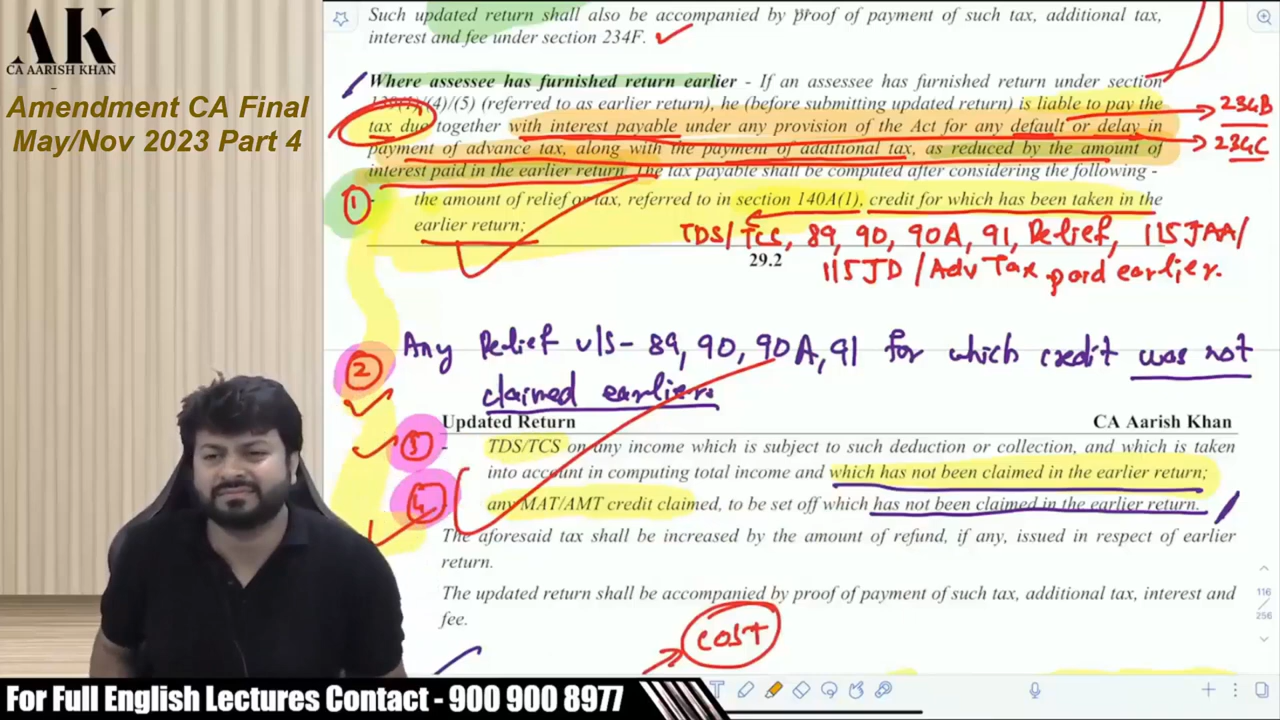 AK
CA AARISH KHAN
Amendment CA Final
May/Nov 2023 Part 4
Such updated return shall also be accompanied by proof of payment of such tax, additional tax,
interest and fee under section 234F.
Where assessee has furnished return earlier - If an assessee has furnished return under section
/(4)/(5) (referred to as earlier return), he (before submitting updated return) is liable to pay the
234B
tax due together with interest payable under any provision of the Act for any default or delay in
234C
payment of advance tax, along with the payment of additional tax, as reduced by the amount of
interest paid in the earlier return. The tax payable shall be computed after considering the following -
1
- the amount of relief or tax, referred to in section 140A(1), credit for which has been taken in the
earlier return;
TDS/TCS, 89, 90, 90A, 91, Relief, 115JAA/
29.2
115JD / Adv Tax paid earlier.
2
Any Relief u/s- 89, 90, 90A, 91 for which credit was not
claimed earlier.
Updated Return CA Aarish Khan
3
- TDS/TCS on any income which is subject to such deduction or collection, and which is taken
into account in computing total income and which has not been claimed in the earlier return;
4
any MAT/AMT credit claimed, to be set off which has not been claimed in the earlier return.
The aforesaid tax shall be increased by the amount of refund, if any, issued in respect of earlier
return.
The updated return shall be accompanied by proof of payment of such tax, additional tax, interest and
fee.
COST
116
256
For Full English Lectures Contact - 900 900 8977